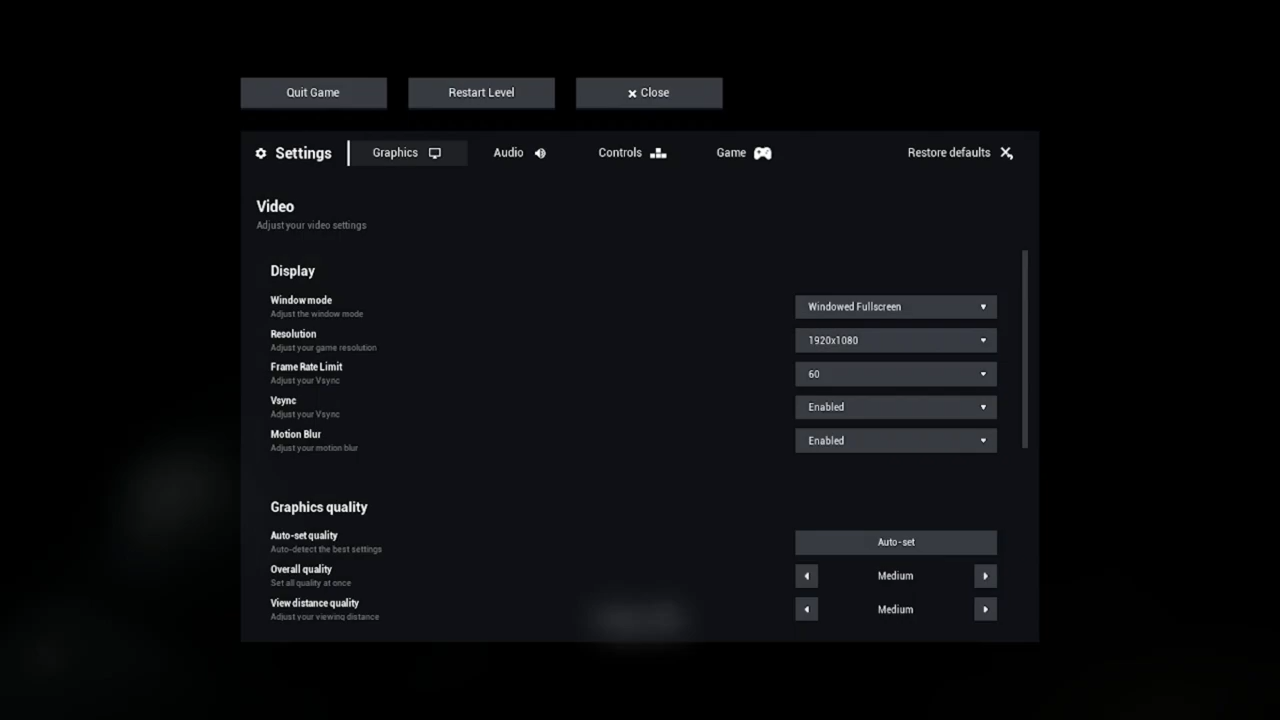 Quit Game Restart Level Close
Settings Graphics Audio Controls Game Restore defaults
Video
Adjust your video settings
Display
Window mode Windowed Fullscreen
Adjust the window mode
Resolution 1920x1080
Adjust your game resolution
Frame Rate Limit 60
Adjust your Vsync
Vsync Enabled
Adjust your Vsync
Motion Blur Enabled
Adjust your motion blur
Graphics quality
Auto-set quality Auto-set
Auto-detect the best settings
Overall quality Medium
Set all quality at once
View distance quality Medium
Adjust your viewing distance